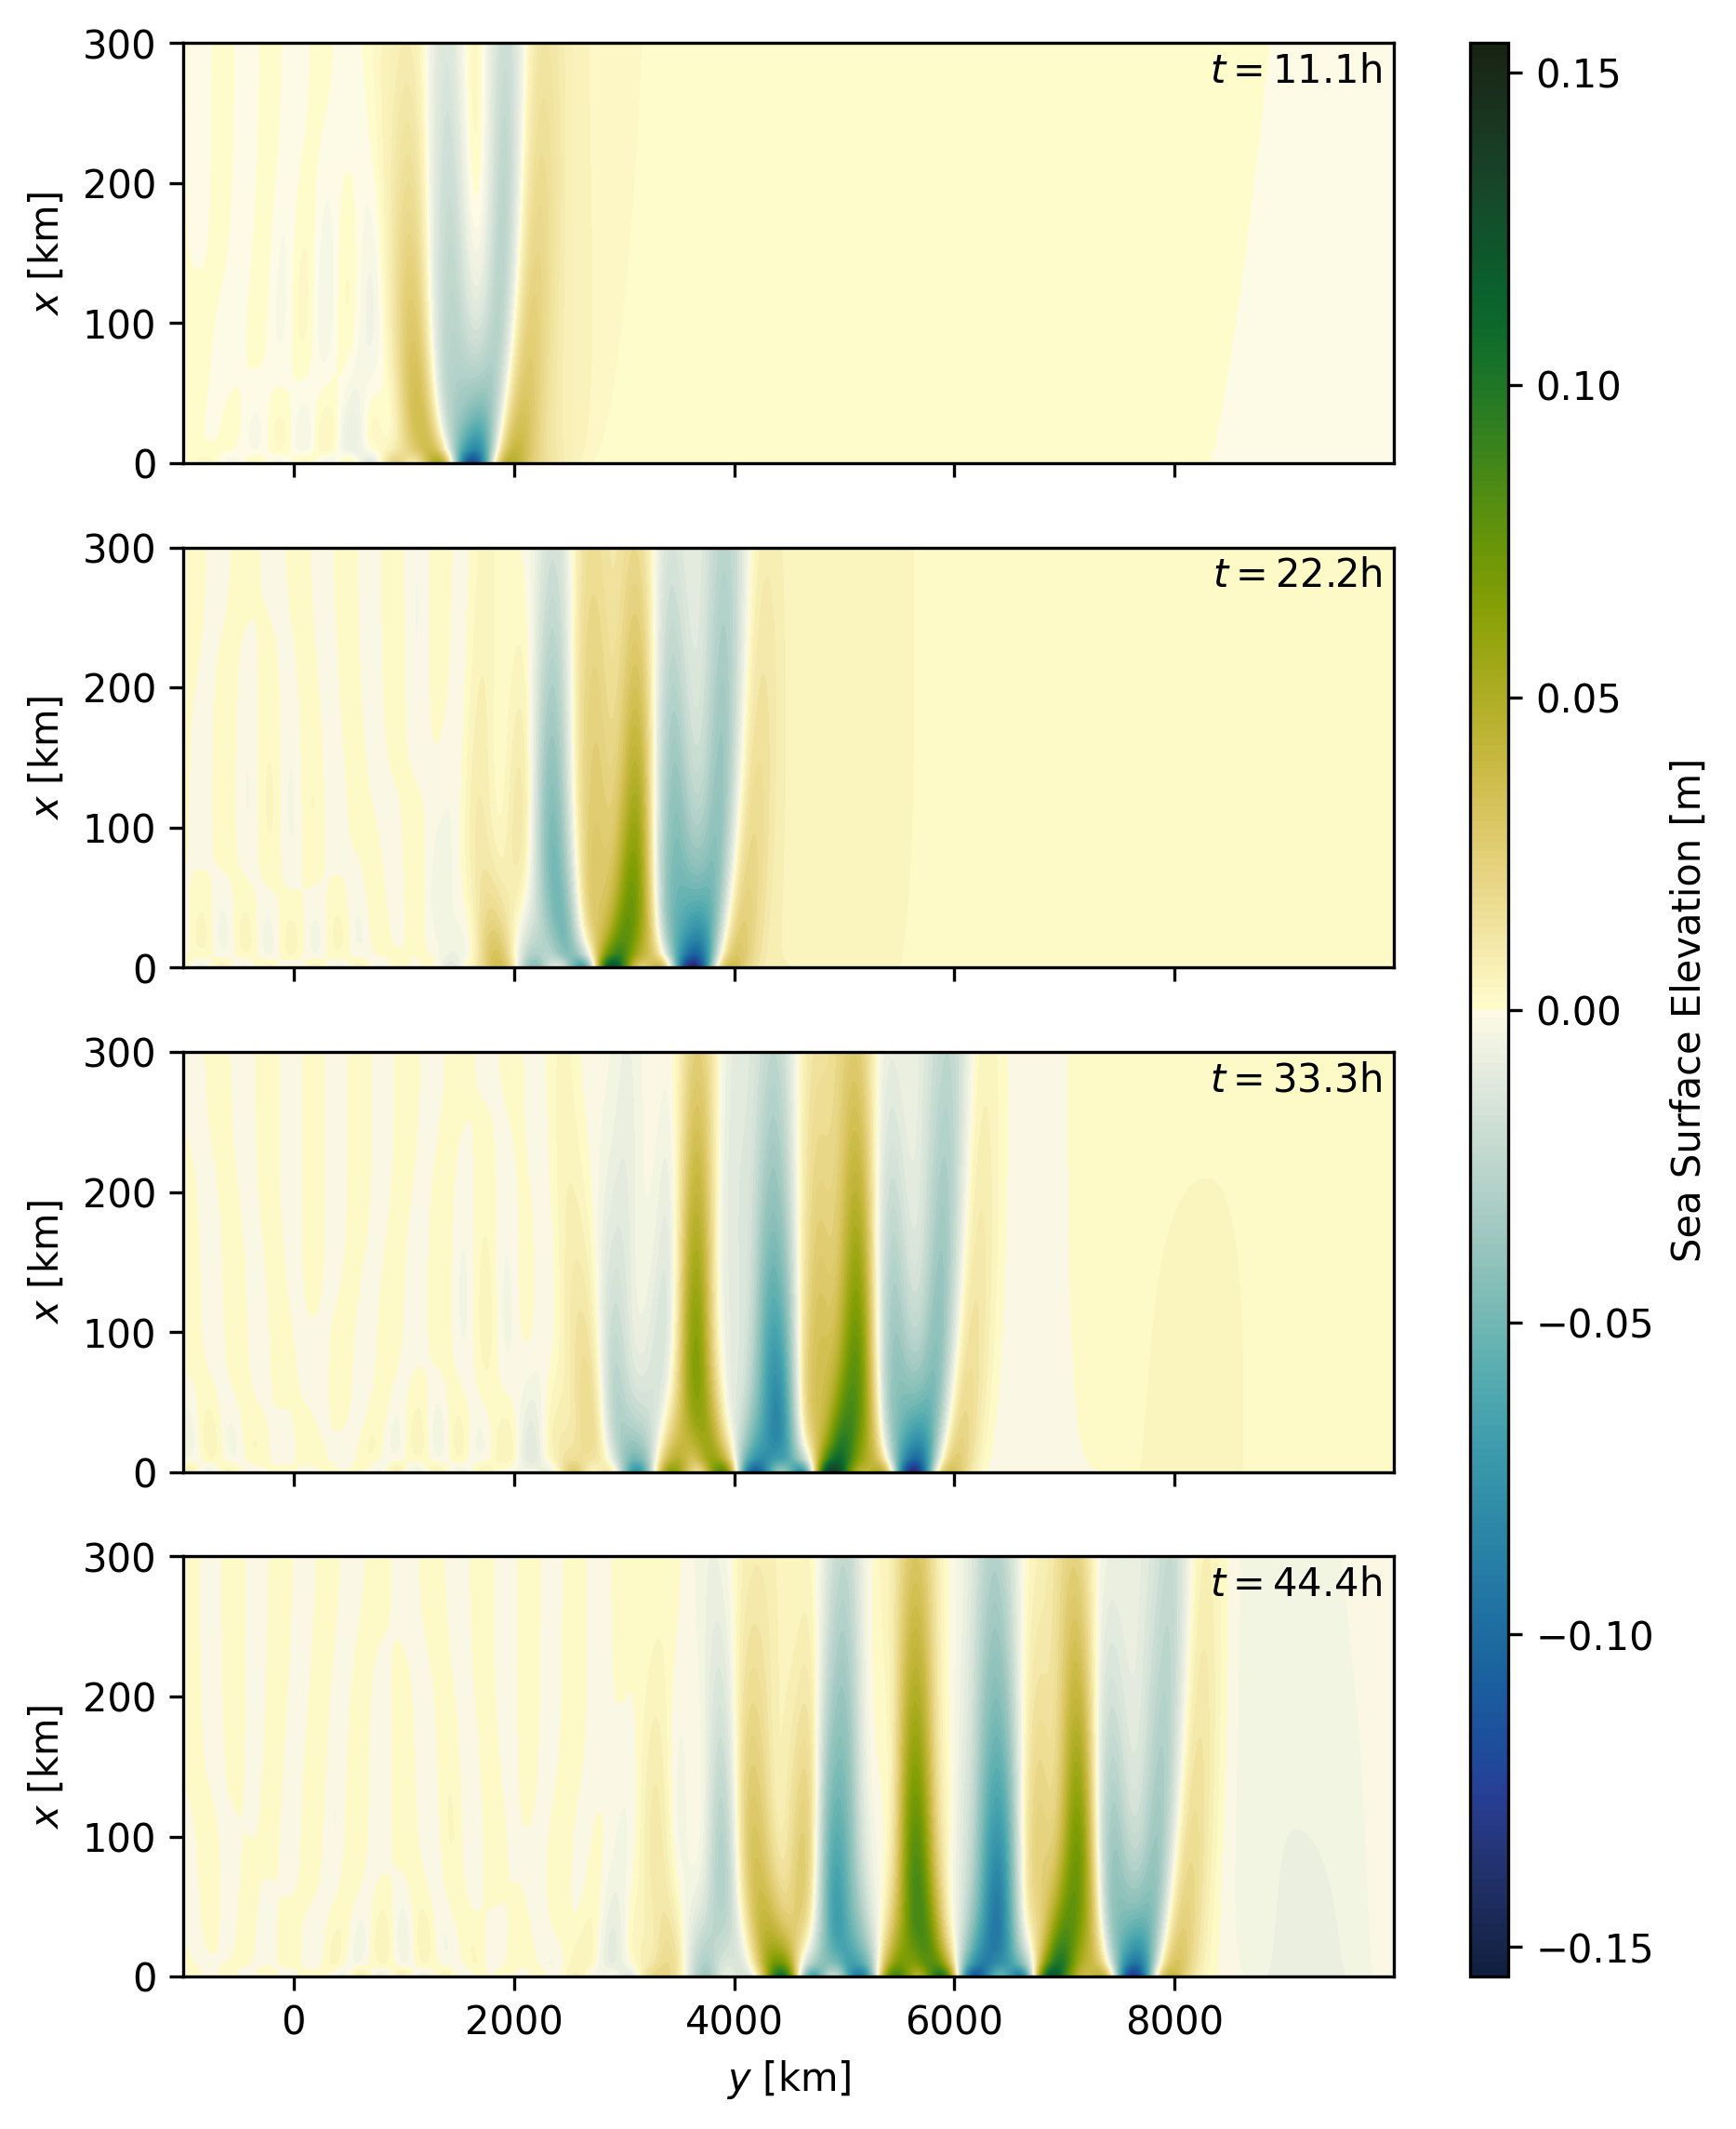 300
200
100
0
x [km]
t = 11.1h
300
200
100
0
x [km]
t = 22.2h
300
200
100
0
x [km]
t = 33.3h
300
200
100
0
x [km]
t = 44.4h
0 2000 4000 6000 8000
y [km]
0.15
0.10
0.05
0.00
−0.05
−0.10
−0.15
Sea Surface Elevation [m]